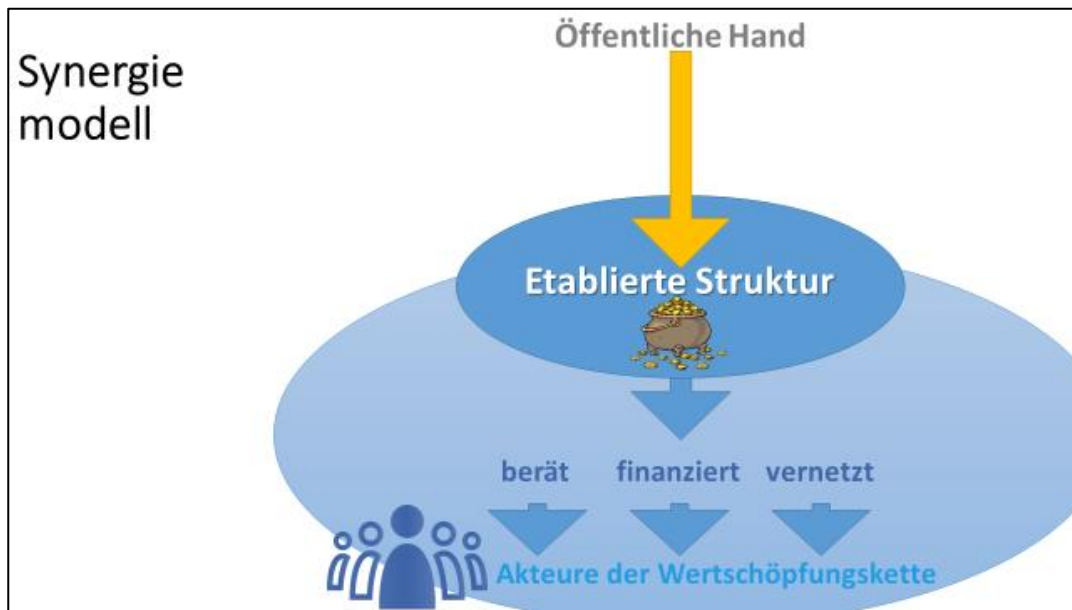 Öffentliche Hand
Synergie
modell
Etablierte Struktur
berät finanziert vernetzt
Akteure der Wertschöpfungskette